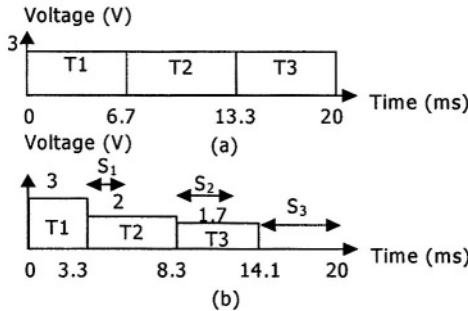 Voltage (V)
3
T1 T2 T3
0 6.7 13.3 20 Time (ms)
(a)
Voltage (V)
S1 S2 S3
3 2 1.7
T1 T2 T3
0 3.3 8.3 14.1 20 Time (ms)
(b)